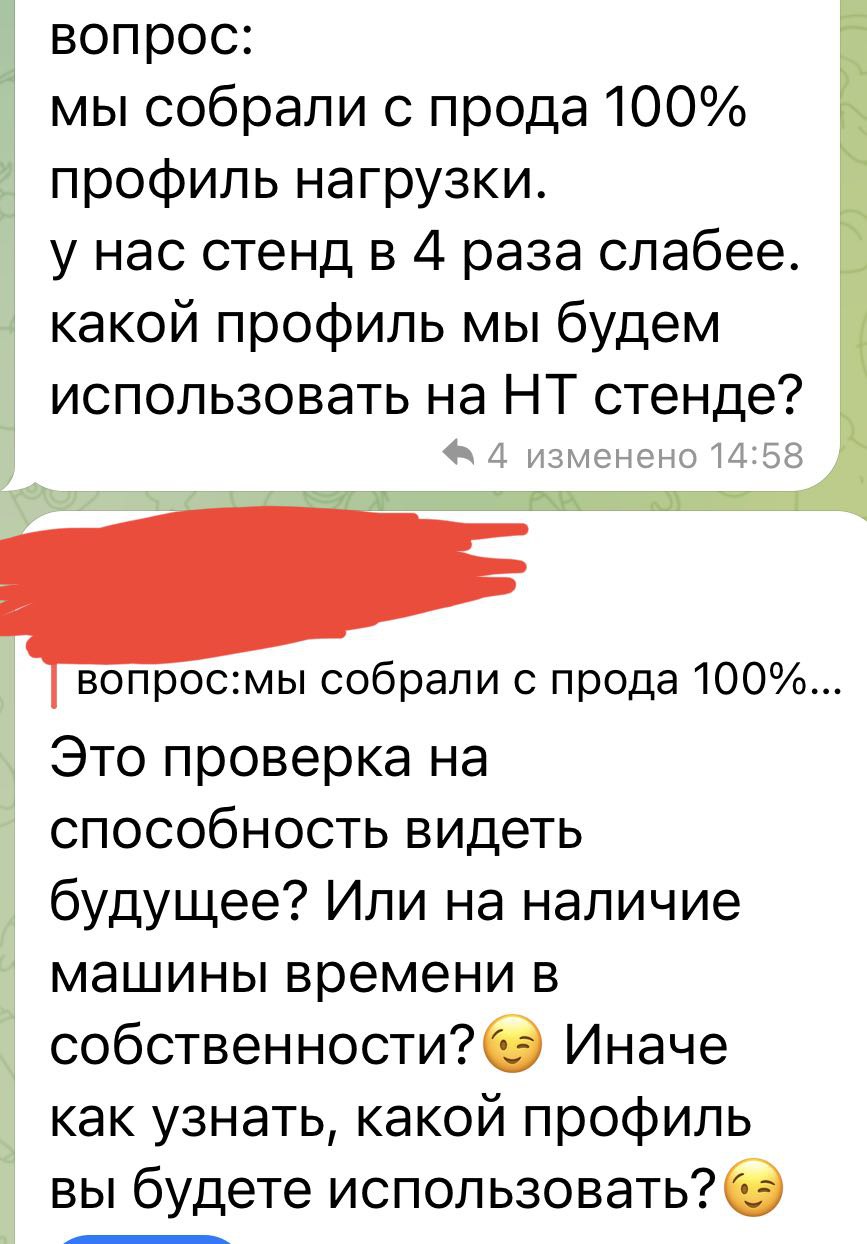 вопрос:
мы собрали с прода 100%
профиль нагрузки.
у нас стенд в 4 раза слабее.
какой профиль мы будем
использовать на НТ стенде?
4 изменено 14:58
вопрос:мы собрали с прода 100%...
Это проверка на
способность видеть
будущее? Или на наличие
машины времени в
собственности?😉 Иначе
как узнать, какой профиль
вы будете использовать?😉